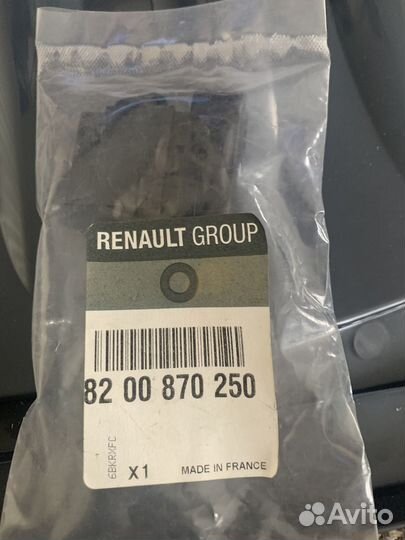 RENAULT GROUP
82 00 870 250
6BKRXFC
X1 MADE IN FRANCE
Avito